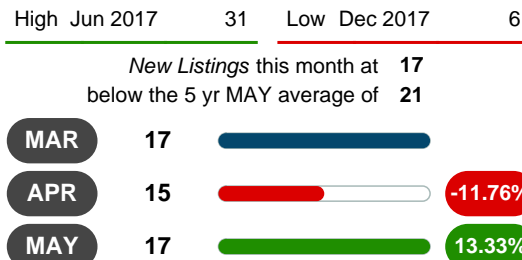 High Jun 2017 31 Low Dec 2017 6
New Listings this month at 17
below the 5 yr MAY average of 21
MAR 17
APR 15 -11.76%
MAY 17 13.33%